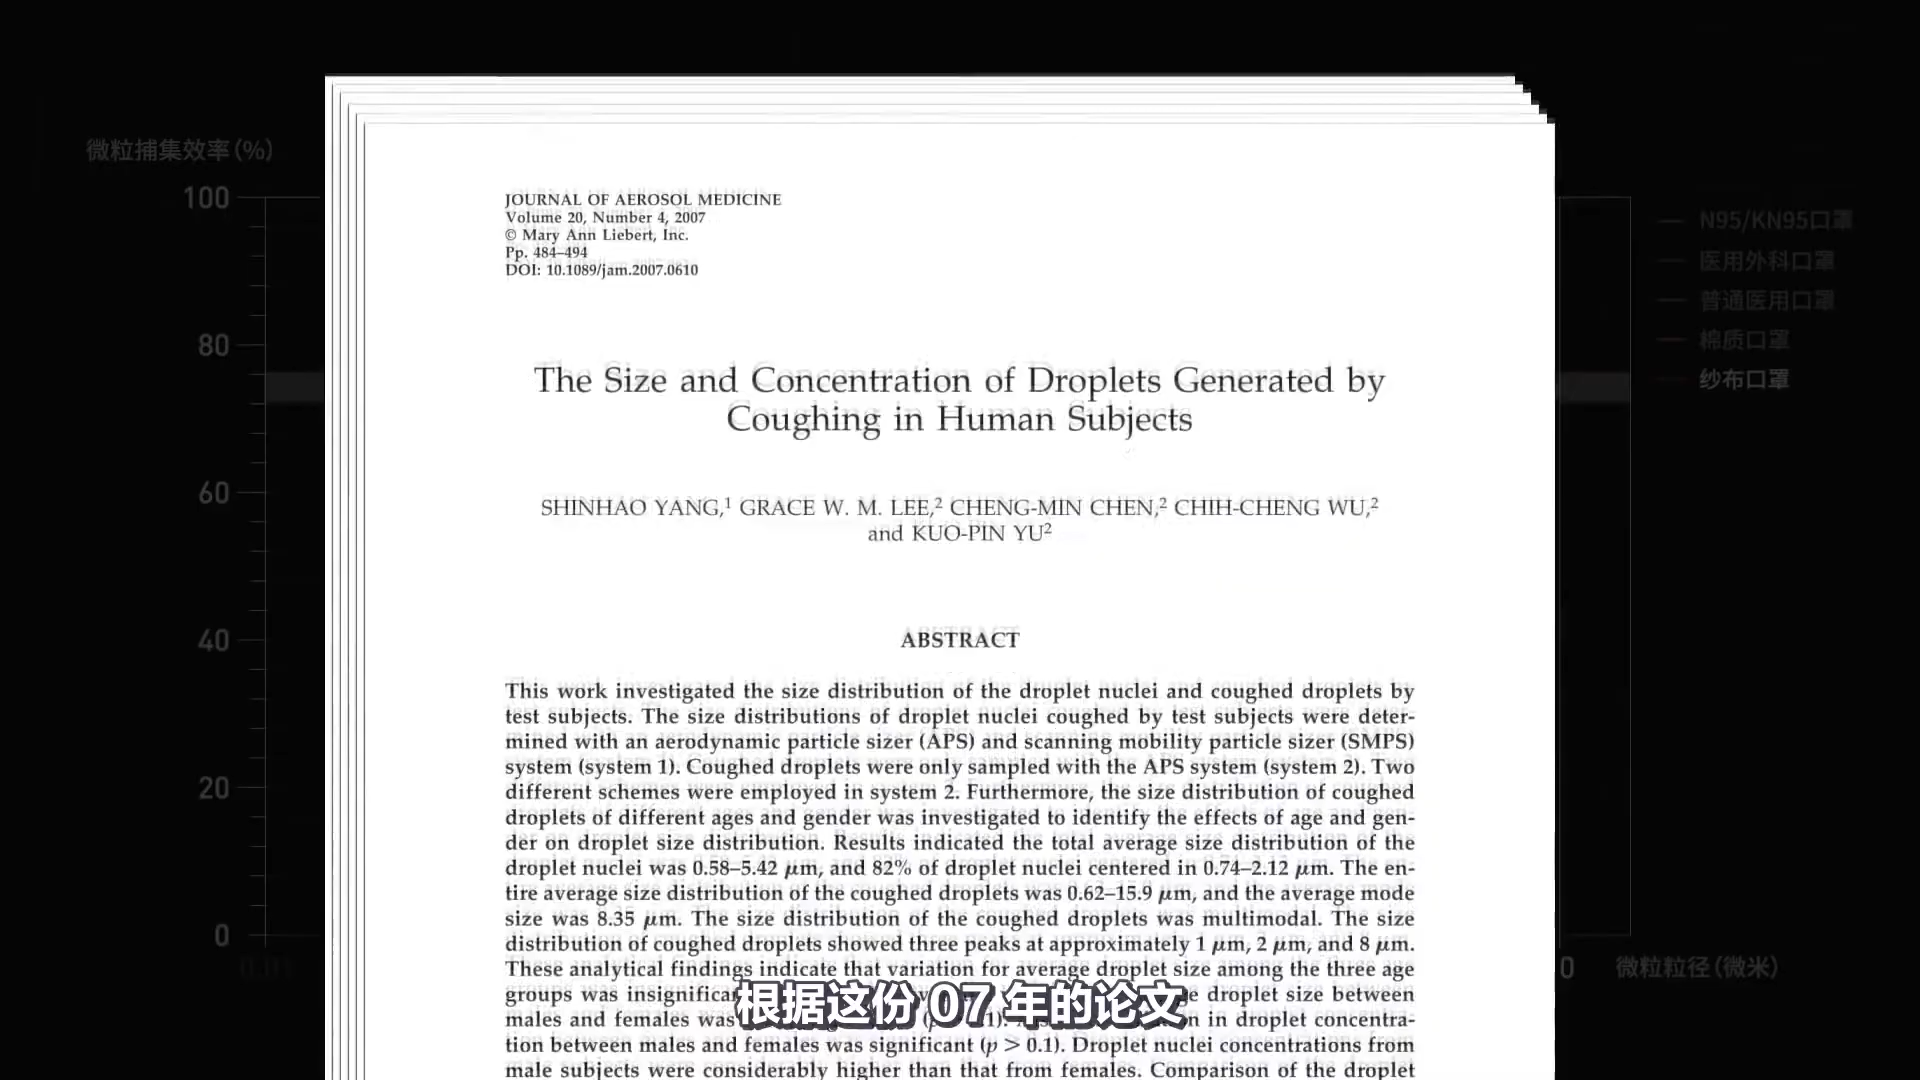 微粒捕集效率(%)
100
80
60
40
20
0
0.01
JOURNAL OF AEROSOL MEDICINE
Volume 20, Number 4, 2007
© Mary Ann Liebert, Inc.
Pp. 484–494
DOI: 10.1089/jam.2007.0610
The Size and Concentration of Droplets Generated by
Coughing in Human Subjects
SHINHAO YANG,¹ GRACE W. M. LEE,² CHENG-MIN CHEN,² CHIH-CHENG WU,²
and KUO-PIN YU²
ABSTRACT
This work investigated the size distribution of the droplet nuclei and coughed droplets by
test subjects. The size distributions of droplet nuclei coughed by test subjects were deter-
mined with an aerodynamic particle sizer (APS) and scanning mobility particle sizer (SMPS)
system (system 1). Coughed droplets were only sampled with the APS system (system 2). Two
different schemes were employed in system 2. Furthermore, the size distribution of coughed
droplets of different ages and gender was investigated to identify the effects of age and gen-
der on droplet size distribution. Results indicated the total average size distribution of the
droplet nuclei was 0.58–5.42 μm, and 82% of droplet nuclei centered in 0.74–2.12 μm. The en-
tire average size distribution of the coughed droplets was 0.62–15.9 μm, and the average mode
size was 8.35 μm. The size distribution of the coughed droplets was multimodal. The size
distribution of coughed droplets showed three peaks at approximately 1 μm, 2 μm, and 8 μm.
These analytical findings indicate that variation for average droplet size among the three age
groups was droplet size between
males and females was in droplet concentra-
tion between males and females was significant (p > 0.1). Droplet nuclei concentrations from
male subjects were considerably higher than that from females. Comparison of the droplet
根据这份 07 年的论文
N95/KN95口罩
医用外科口罩
普通医用口罩
棉质口罩
纱布口罩
0
微粒粒径(微米)